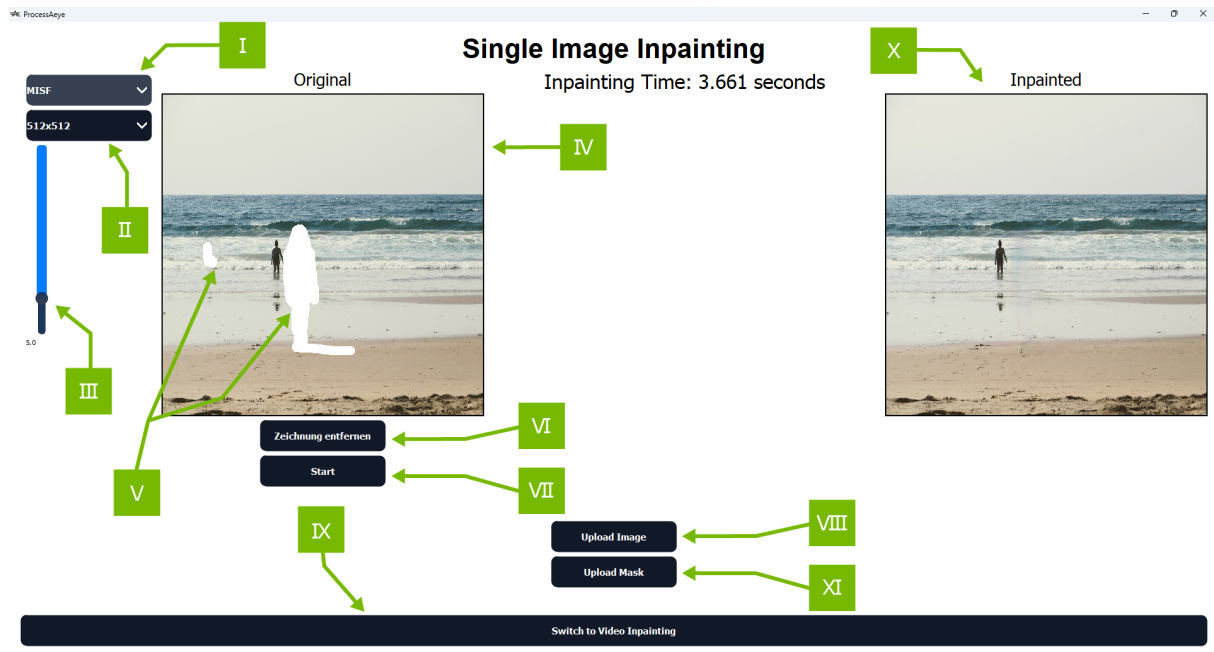 ProcessAeye
I
Single Image Inpainting
X
MISF
Original
Inpainting Time: 3.661 seconds
Inpainted
512x512
IV
II
5.0
III
Zeichnung entfernen
VI
Start
V
VII
IX
Upload Image
VIII
Upload Mask
XI
Switch to Video Inpainting